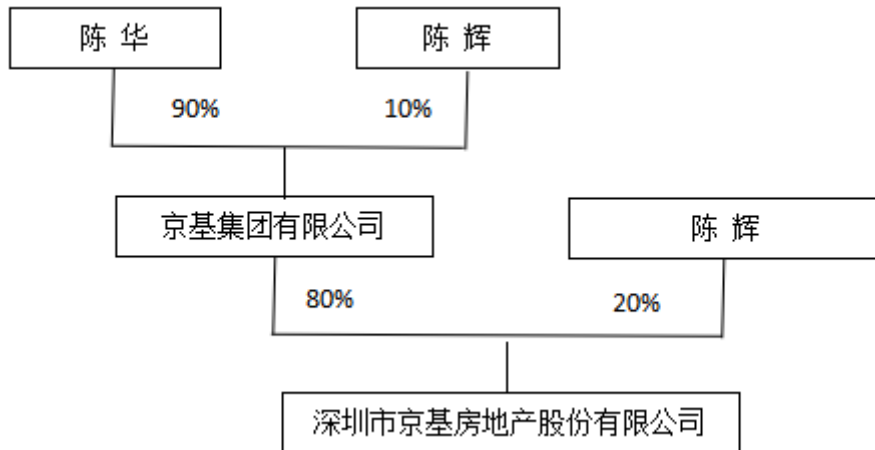 陈 华
陈 辉
90%
10%
京基集团有限公司
陈 辉
80%
20%
深圳市京基房地产股份有限公司